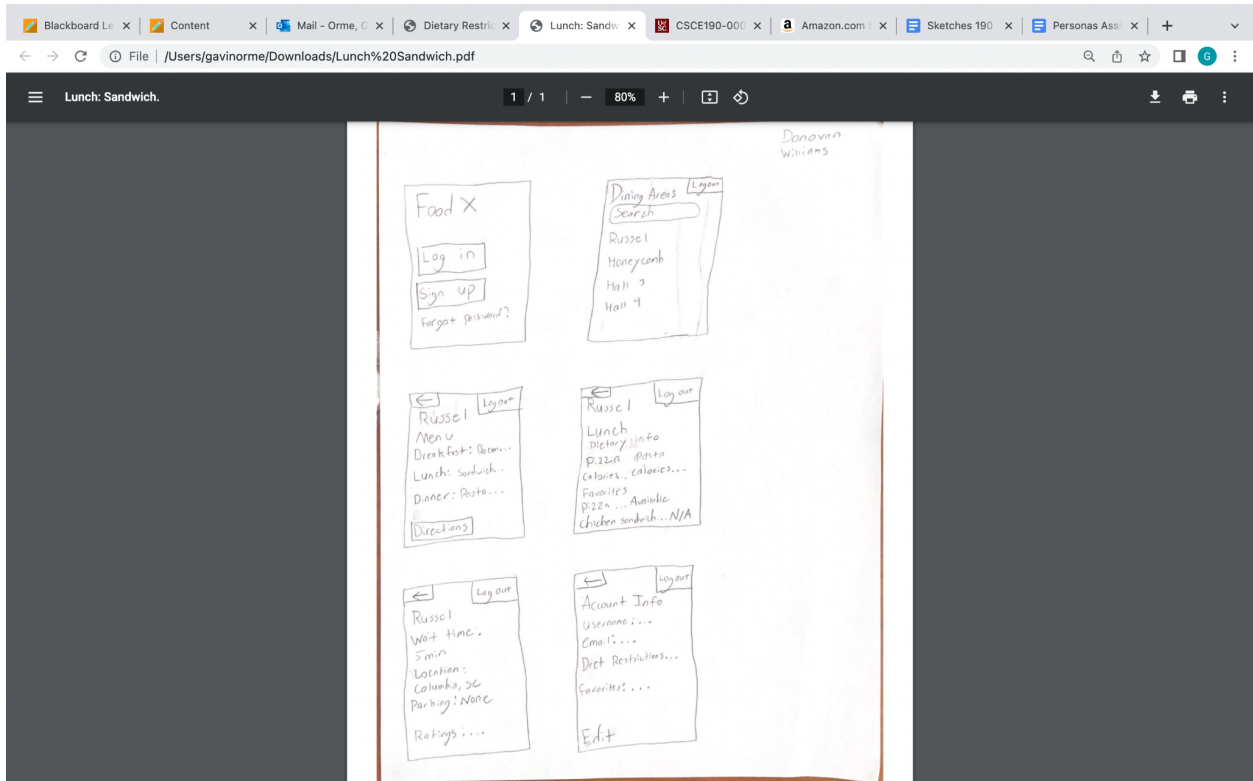 Blackboard Le
Content
Mail - Orme, G
Dietary Restric
Lunch: Sandw
CSCE190-000
a Amazon.com
Sketches 190
Personas Assi
File | /Users/gavinorme/Downloads/Lunch%20Sandwich.pdf
G
Lunch: Sandwich.
1 / 1
80%
Donovan
Williams
Food X
Log in
Sign up
Forgot password?
Dining Areas
Logout
Search
Russel
Honeycomb
Hall 3
Hall 4
Logout
Russel
Menu
Breakfast: Bacon...
Lunch: Sandwich..
Dinner: Pasta...
Directions
Log out
Russel
Lunch
Dietary info
Pizza Pasta
Calories.. calories...
Favorites
Pizza ... Available
Chicken sandwich... N/A
Log out
Russel
Wait time:
5 min
Location:
Columbia, SC
Parking: None
Ratings:....
Log out
Account Info
Username:...
email:....
Diet Restrictions...
Favorites:....
Edit